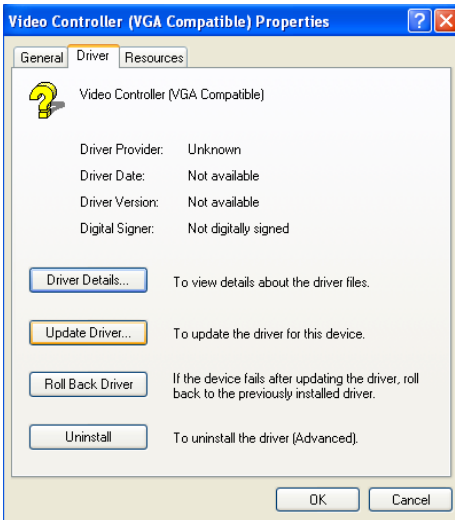 Video Controller (VGA Compatible) Properties
General Driver Resources
Video Controller (VGA Compatible)
Driver Provider: Unknown
Driver Date: Not available
Driver Version: Not available
Digital Signer: Not digitally signed
Driver Details... To view details about the driver files.
Update Driver... To update the driver for this device.
Roll Back Driver If the device fails after updating the driver, roll
back to the previously installed driver.
Uninstall To uninstall the driver (Advanced).
OK Cancel